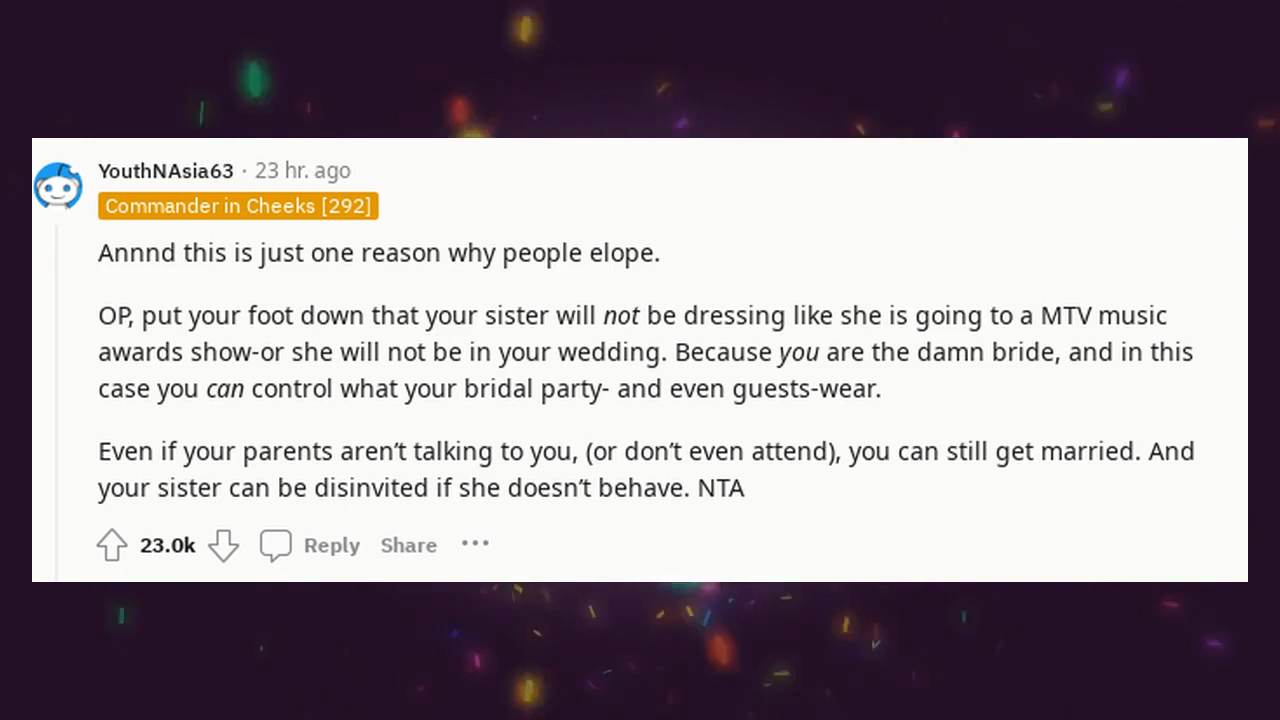 YouthNAsia63 · 23 hr. ago
Commander in Cheeks [292]
Annnd this is just one reason why people elope.
OP, put your foot down that your sister will not be dressing like she is going to a MTV music
awards show-or she will not be in your wedding. Because you are the damn bride, and in this
case you can control what your bridal party- and even guests-wear.
Even if your parents aren’t talking to you, (or don’t even attend), you can still get married. And
your sister can be disinvited if she doesn’t behave. NTA
23.0k Reply Share •••